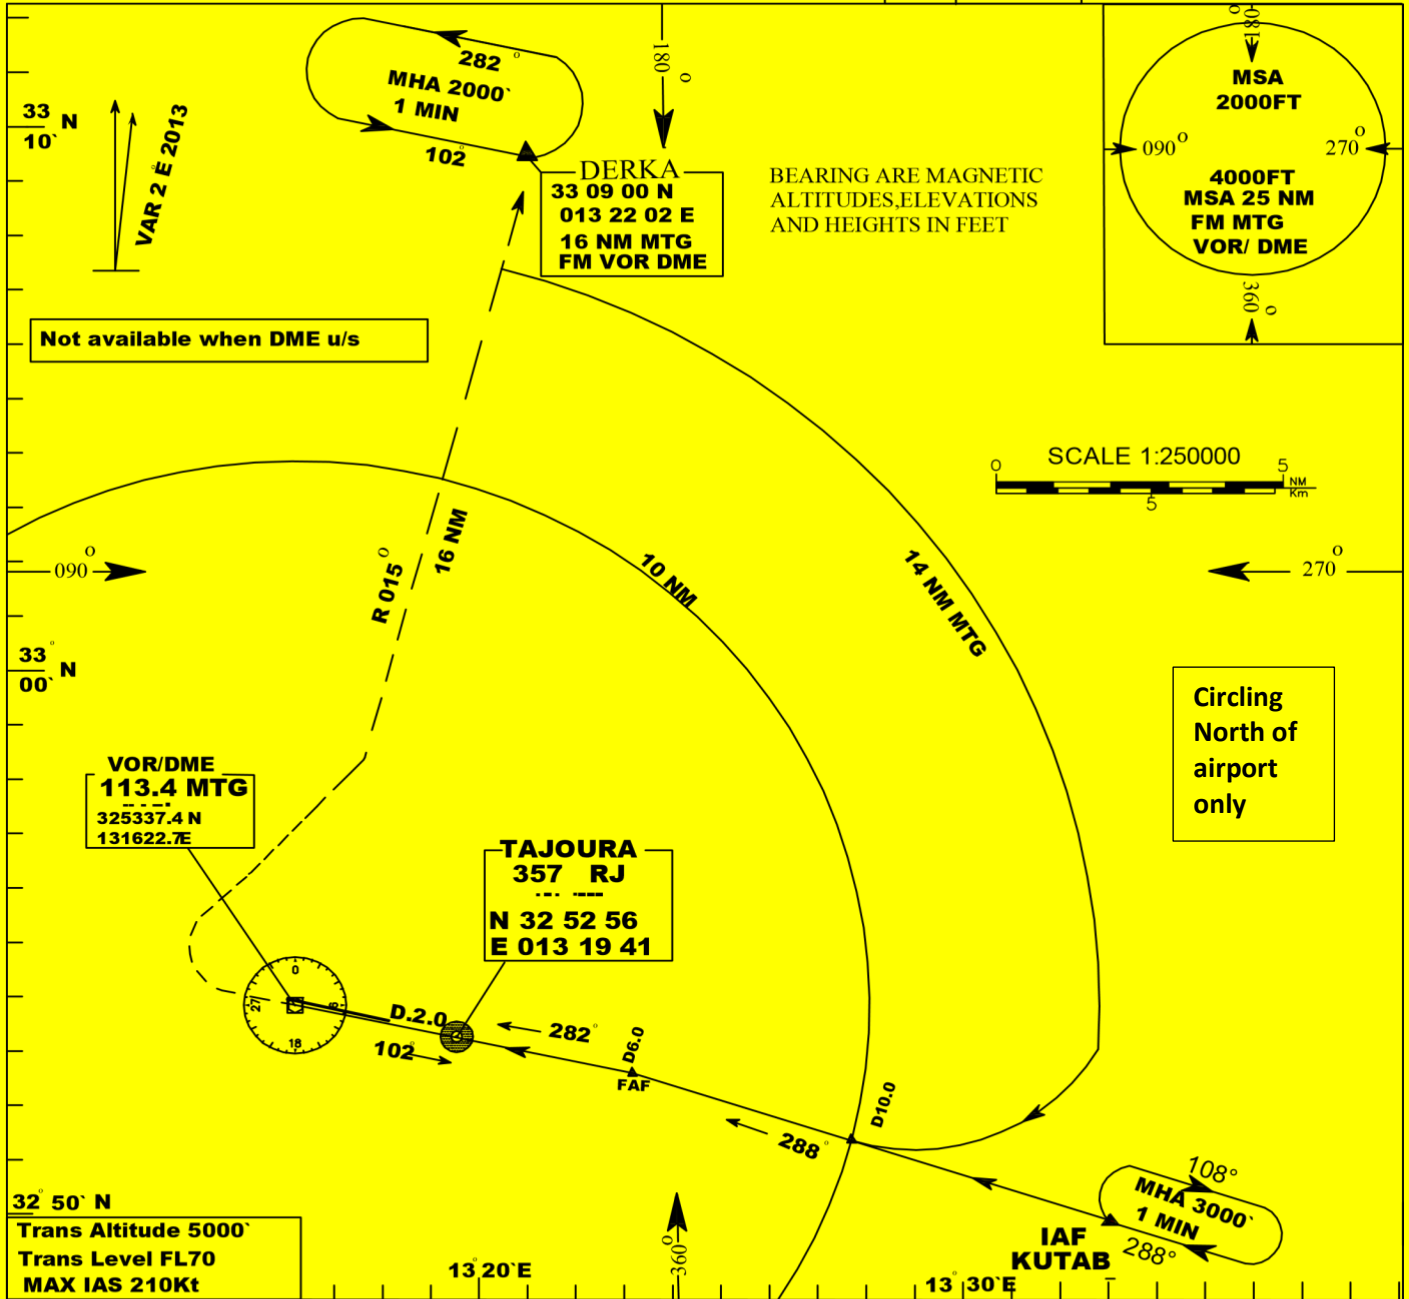 282°
MHA 2000`
1 MIN
102°
180°
080°
MSA
2000FT
090°
270°
4000FT
MSA 25 NM
FM MTG
VOR/ DME
360°
33 N
10`
VAR 2°E 2013
DERKA
33 09 00 N
013 22 02 E
16 NM MTG
FM VOR DME
BEARING ARE MAGNETIC
ALTITUDES,ELEVATIONS
AND HEIGHTS IN FEET
Not available when DME u/s
SCALE 1:250000
0
5
NM
Km
5
090°
R 015°
16 NM
10 NM
14 NM MTG
270°
33° N
00`
Circling
North of
airport
only
VOR/DME
113.4 MTG
325337.4 N
131622.7E
TAJOURA
357 RJ
N 32 52 56
E 013 19 41
0
27
18
D.2.0
102°
282°
D6.0
FAF
D10.0
288°
108°
MHA 3000`
1 MIN
288°
IAF
KUTAB
32° 50` N
Trans Altitude 5000`
Trans Level FL70
MAX IAS 210Kt
13°20`E
360°
13°30`E